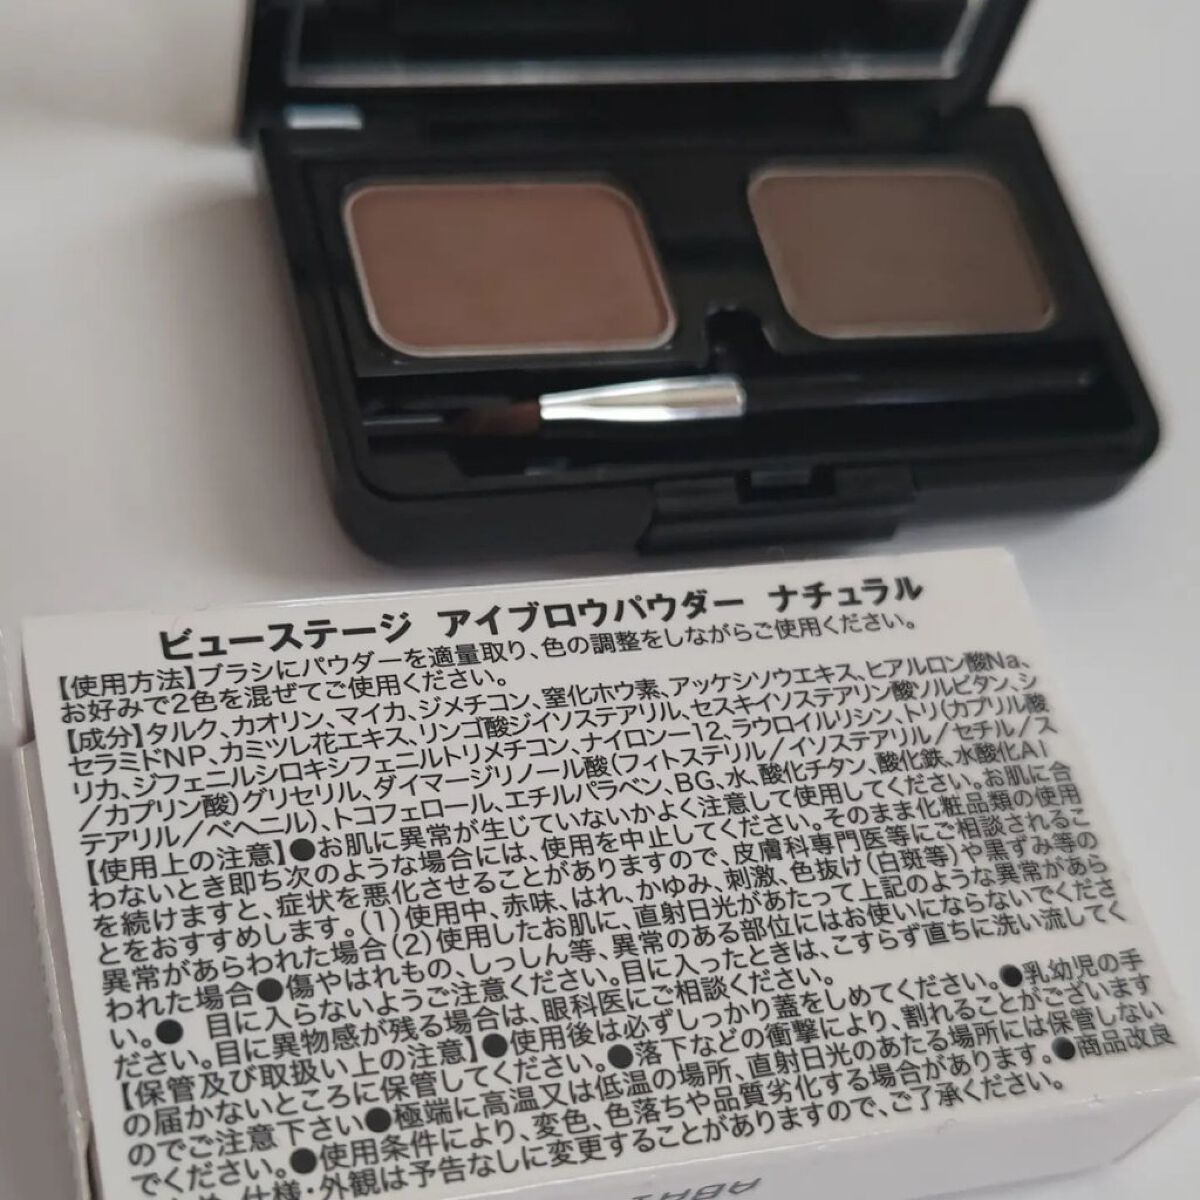 ビューステージ アイブロウパウダー ナチュラル
【使用方法】ブラシにパウダーを適量取り、色の調整をしながらご使用ください。
お好みで2色を混ぜてご使用ください。
【成分】タルク、カオリン、マイカ、ジメチコン、窒化ホウ素、アッケシソウエキス、ヒアルロン酸Na、
セラミドNP、カミツレ花エキス、リンゴ酸ジイソステアリル、セスキイソステアリン酸ソルビタン、シ
リカ、ジフェニルシロキシフェニルトリメチコン、ナイロン-12、ラウロイルリシン、トリ(カプリル酸
/カプリン酸)グリセリル、ダイマージリノール酸(フィトステリル/イソステアリル/セチル/ス
テアリル/ベヘニル)、トコフェロール、エチルパラベン、BG、水、酸化チタン、酸化鉄、水酸化Al
【使用上の注意】●お肌に異常が生じていないかよく注意して使用してください。お肌に合
わないとき即ち次のような場合には、使用を中止してください。そのまま化粧品類の使用
を続けますと、症状を悪化させることがありますので、皮膚科専門医等にご相談されるこ
とをおすすめします。(1)使用中、赤味、はれ、かゆみ、刺激、色抜け(白斑等)や黒ずみ等の
異常があらわれた場合(2)使用したお肌に、直射日光があたって上記のような異常があら
われた場合●傷やはれもの、しっしん等、異常のある部位にはお使いにならないでくださ
い。● 目に入らないようご注意ください。目に入ったときは、こすらず直ちに洗い流してく
ださい。目に異物感が残る場合は、眼科医にご相談ください。
【保管及び取扱い上の注意】●使用後は必ずしっかり蓋をしめてください。●乳幼児の手
の届かないところに保管してください。●落下などの衝撃により、割れることがございます
のでご注意下さい●極端に高温又は低温の場所、直射日光のあたる場所には保管しない
でください。●使用条件により、変色、色落ちや品質劣化する場合があります。●商品改良
のため、仕様・外観は予告なしに変更することがありますので、ご了承ください。